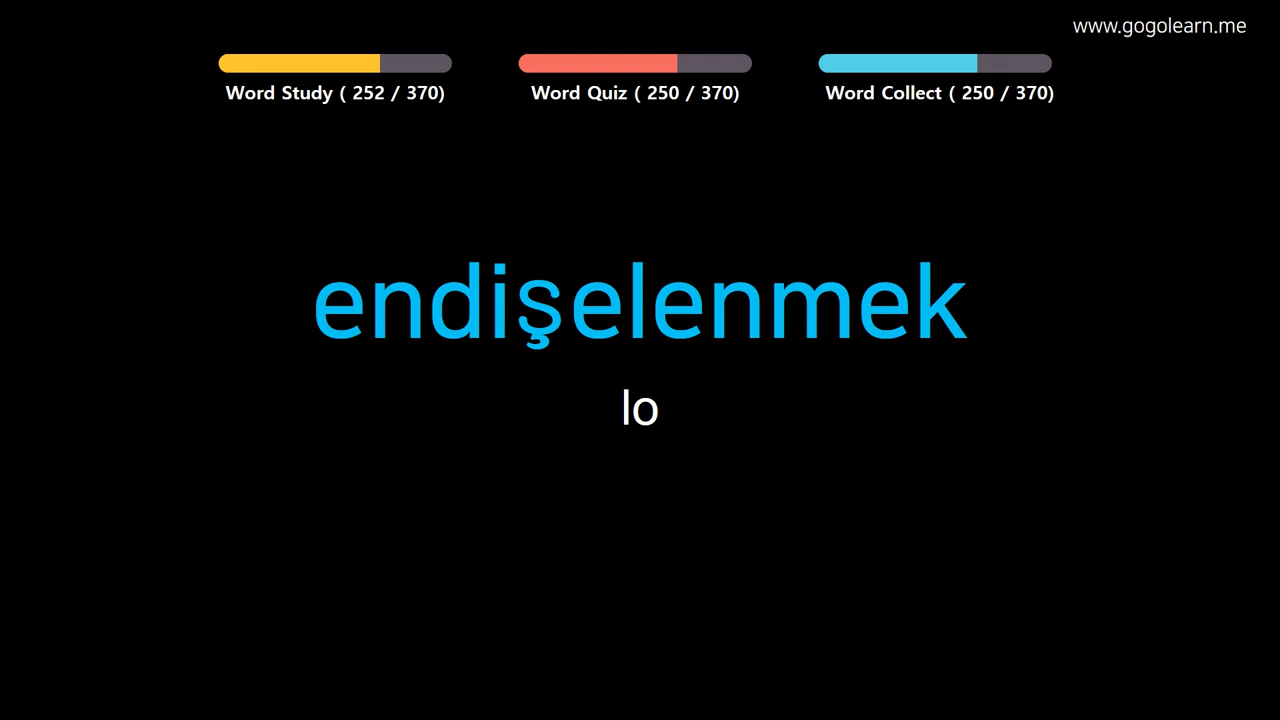 www.gogolearn.me
Word Study ( 252 / 370)
Word Quiz ( 250 / 370)
Word Collect ( 250 / 370)
endişelenmek
lo